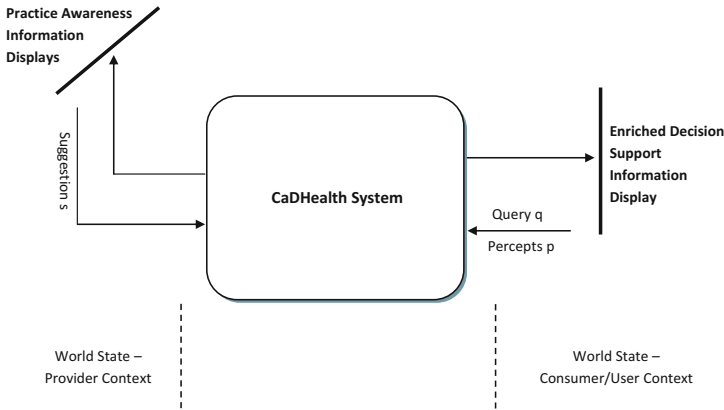 Practice Awareness
Information
Displays
Suggestion s
CaDHealth System
Enriched Decision
Support
Information
Display
Query q
Percepts p
World State –
Provider Context
World State –
Consumer/User Context